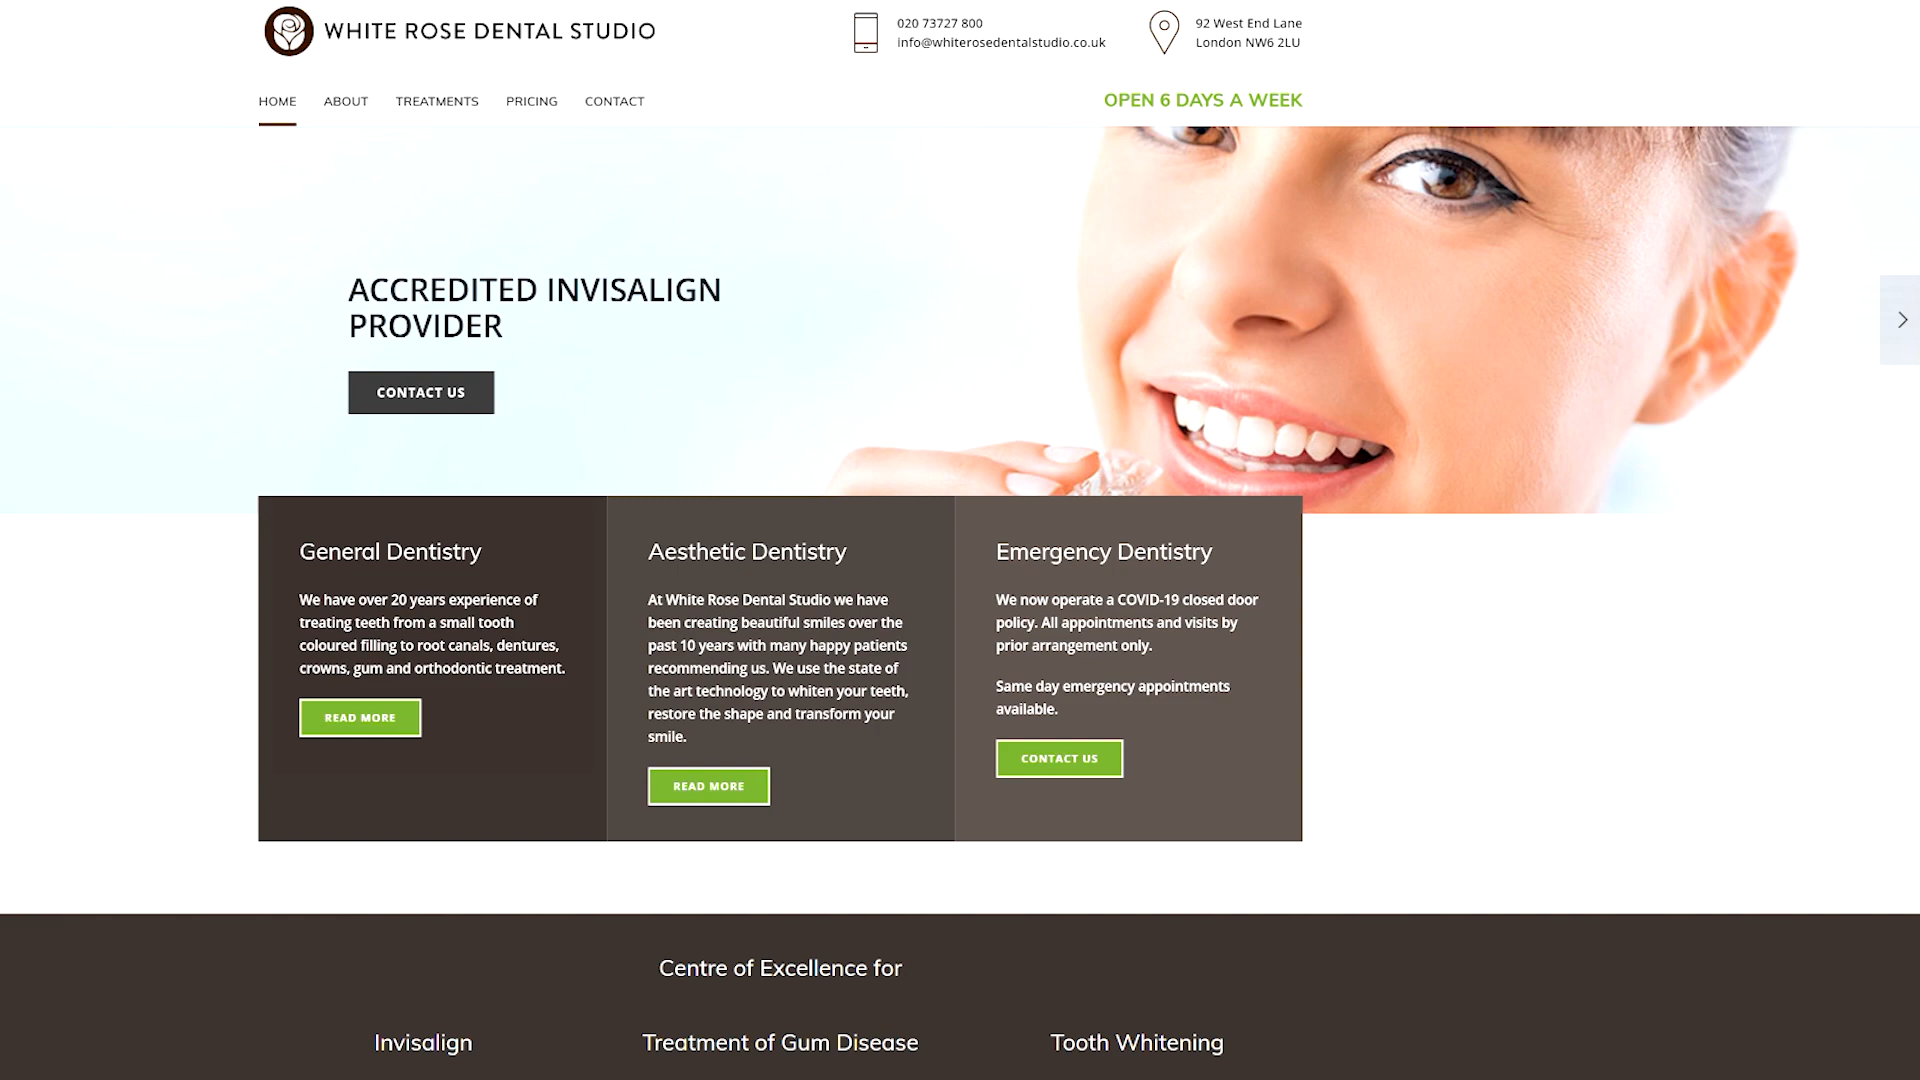 WHITE ROSE DENTAL STUDIO
020 73727 800
info@whiterosedentalstudio.co.uk
92 West End Lane
London NW6 2LU
HOME ABOUT TREATMENTS PRICING CONTACT
OPEN 6 DAYS A WEEK
ACCREDITED INVISALIGN
PROVIDER
CONTACT US
General Dentistry
We have over 20 years experience of
treating teeth from a small tooth
coloured filling to root canals, dentures,
crowns, gum and orthodontic treatment.
READ MORE
Aesthetic Dentistry
At White Rose Dental Studio we have
been creating beautiful smiles over the
past 10 years with many happy patients
recommending us. We use the state of
the art technology to whiten your teeth,
restore the shape and transform your
smile.
READ MORE
Emergency Dentistry
We now operate a COVID-19 closed door
policy. All appointments and visits by
prior arrangement only.
Same day emergency appointments
available.
CONTACT US
Centre of Excellence for
Invisalign
Treatment of Gum Disease
Tooth Whitening